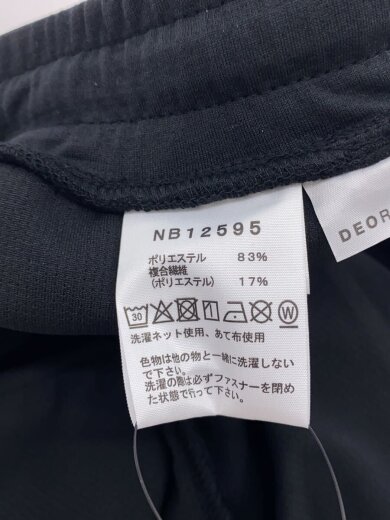 NB12595
ポリエステル 83%
複合繊維
(ポリエステル) 17%
30 W
洗濯ネット使用、あて布使用
色物は他の物と一緒に洗濯しない
で下さい。
洗濯の際は必ずファスナーを閉め
た状態で行って下さい。
DEOR